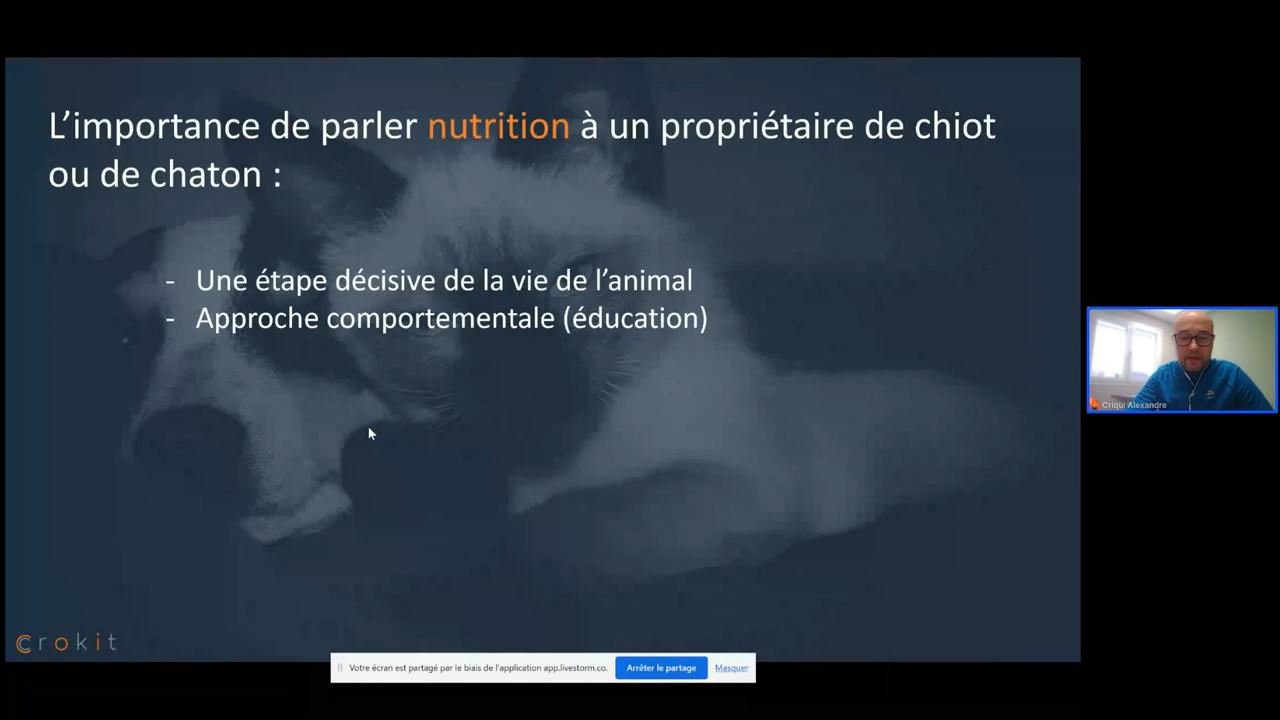 L’importance de parler nutrition à un propriétaire de chiot
ou de chaton :
- Une étape décisive de la vie de l’animal
- Approche comportementale (éducation)
Criqui Alexandre
crokit
Votre écran est partagé par le biais de l'application app.livestorm.co.
Arrêter le partage
Masquer